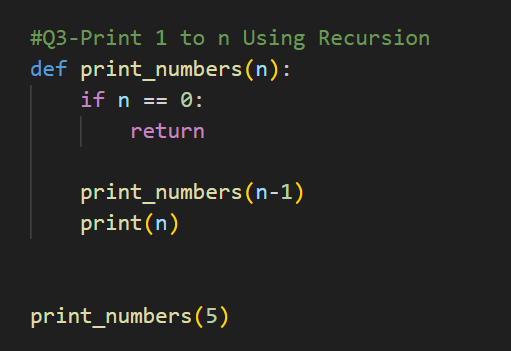 #Q3-Print 1 to n Using Recursion
def print_numbers(n):
    if n == 0:
        return
    print_numbers(n-1)
    print(n)
print_numbers(5)